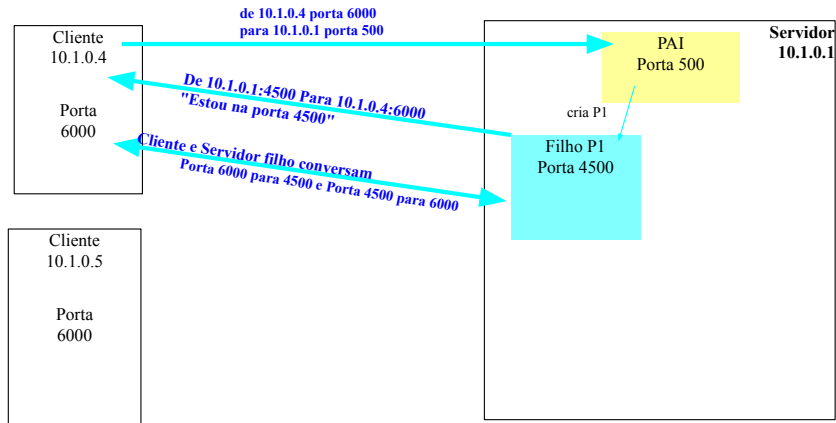 de 10.1.0.4 porta 6000
para 10.1.0.1 porta 500
Cliente
10.1.0.4
Porta
6000
PAI
Porta 500
Servidor
10.1.0.1
De 10.1.0.1:4500 Para 10.1.0.4:6000
"Estou na porta 4500"
cria P1
Filho P1
Porta 4500
Cliente e Servidor filho conversam
Porta 6000 para 4500 e Porta 4500 para 6000
Cliente
10.1.0.5
Porta
6000